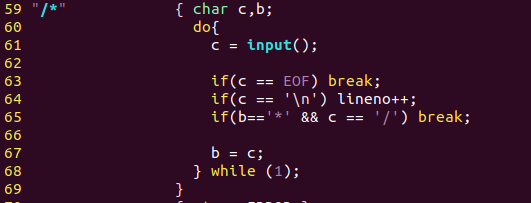 59 "/*" { char c,b;
60 do{
61 c = input();
62
63 if(c == EOF) break;
64 if(c == '\n') lineno++;
65 if(b=='*' && c == '/') break;
66
67 b = c;
68 } while (1);
69 }